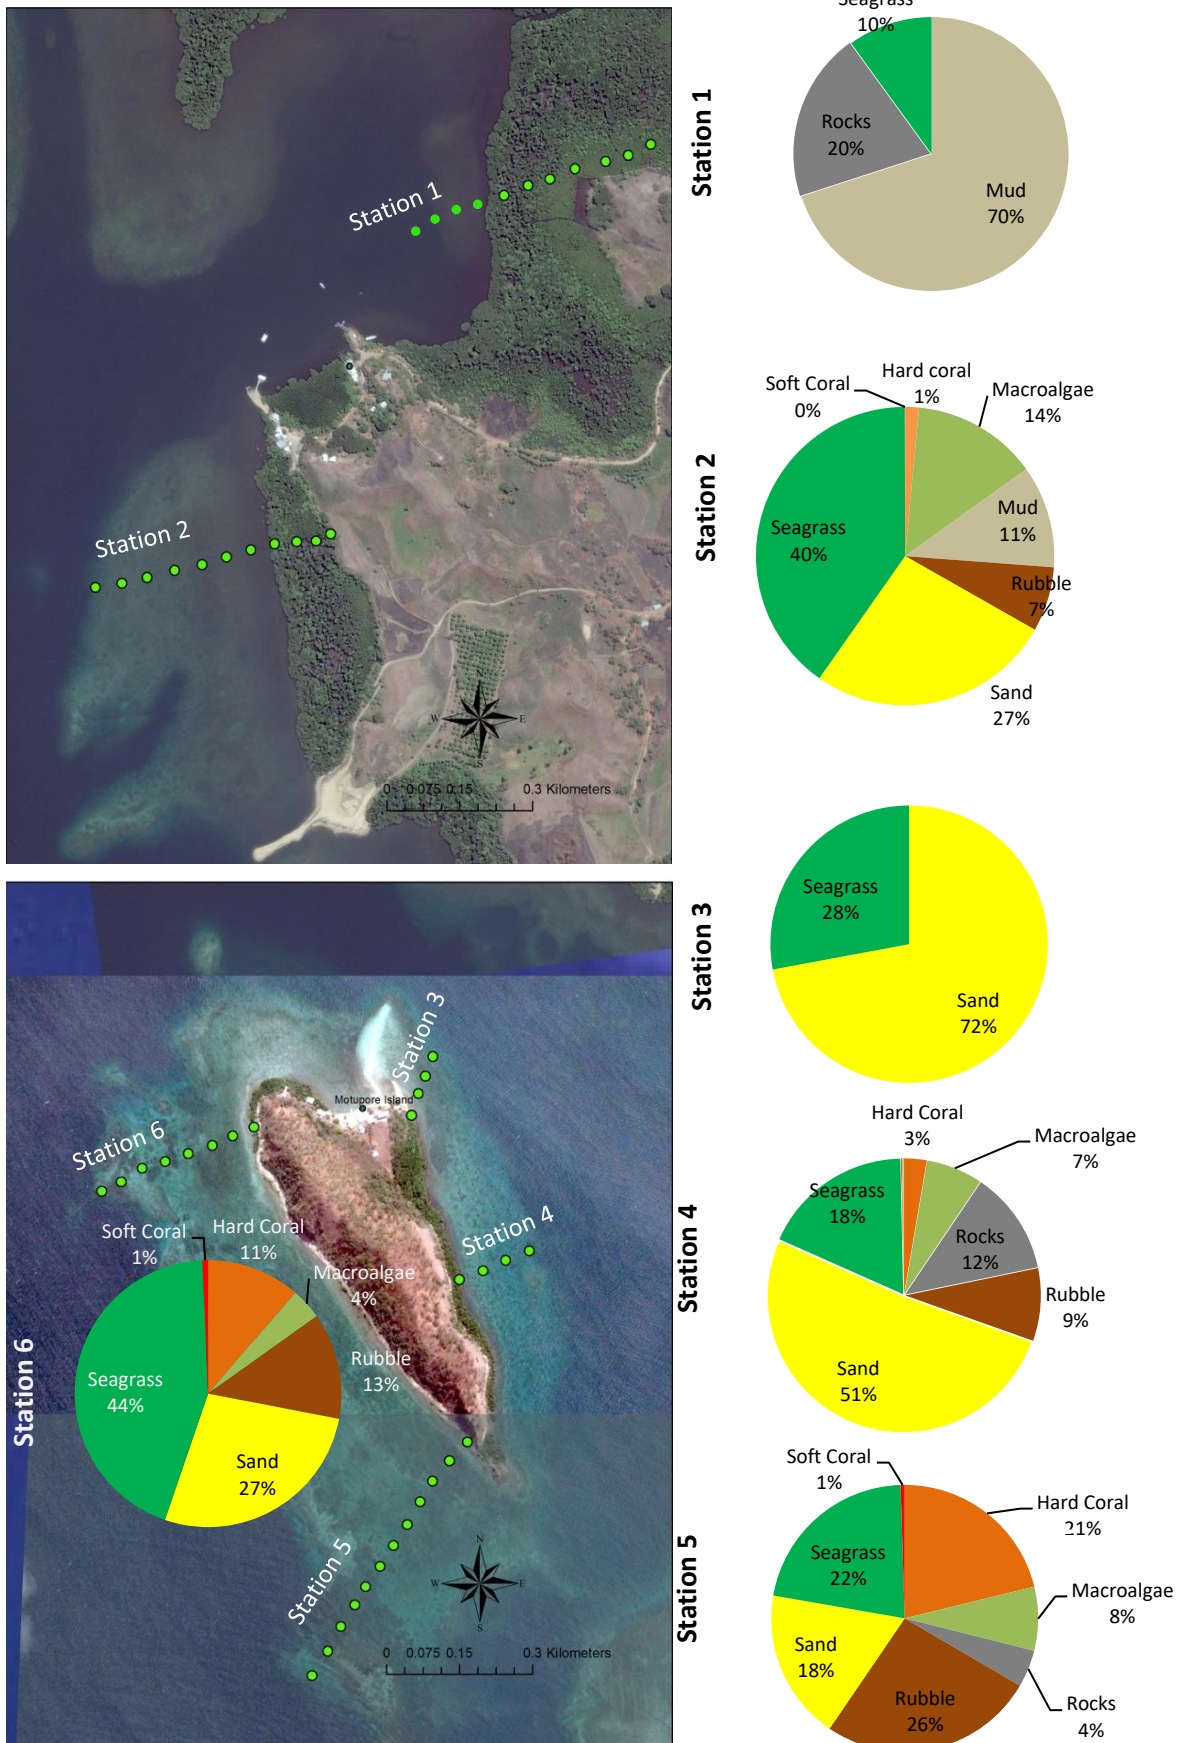 Seagrass
10%
Rocks
20%
Mud
70%
Station 1
Station 1
Soft Coral
0%
Hard coral
1%
Macroalgae
14%
Mud
11%
Rubble
7%
Sand
27%
Seagrass
40%
Station 2
Station 2
W E
S
0 0.075 0.15 0.3 Kilometers
Seagrass
28%
Sand
72%
Station 3
Station 3
Motupore Island
Station 6
Station 4
Hard Coral
3%
Macroalgae
7%
Seagrass
18%
Rocks
12%
Rubble
9%
Sand
51%
Station 4
Soft Coral
1%
Hard Coral
11%
Macroalgae
4%
Rubble
13%
Seagrass
44%
Sand
27%
Station 6
Station 5
N
W E
S
0 0.075 0.15 0.3 Kilometers
Station 5
Soft Coral
1%
Hard Coral
21%
Seagrass
22%
Macroalgae
8%
Sand
18%
Rubble
26%
Rocks
4%